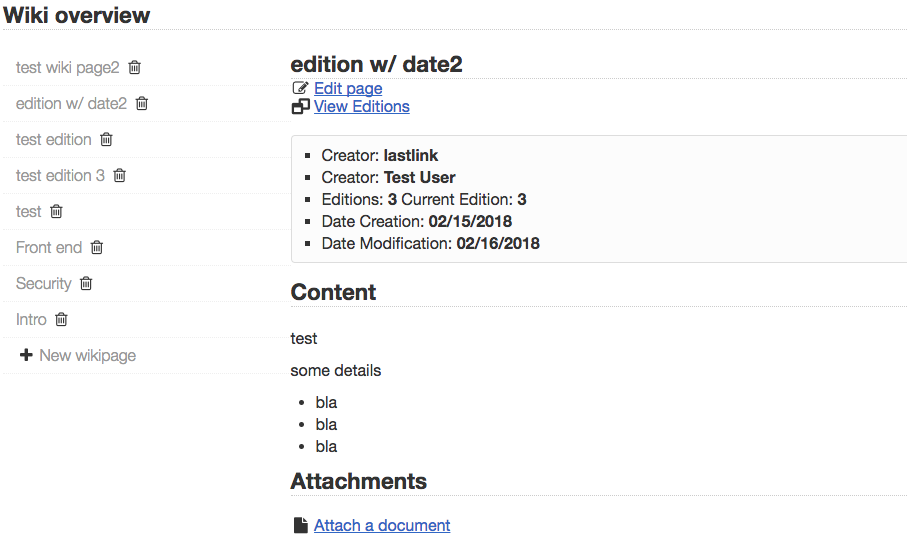 Wiki overview
test wiki page2
edition w/ date2
test edition
test edition 3
test
Front end
Security
Intro
New wikipage
edition w/ date2
Edit page
View Editions
Creator: lastlink
Creator: Test User
Editions: 3 Current Edition: 3
Date Creation: 02/15/2018
Date Modification: 02/16/2018
Content
test
some details
bla
bla
bla
Attachments
Attach a document